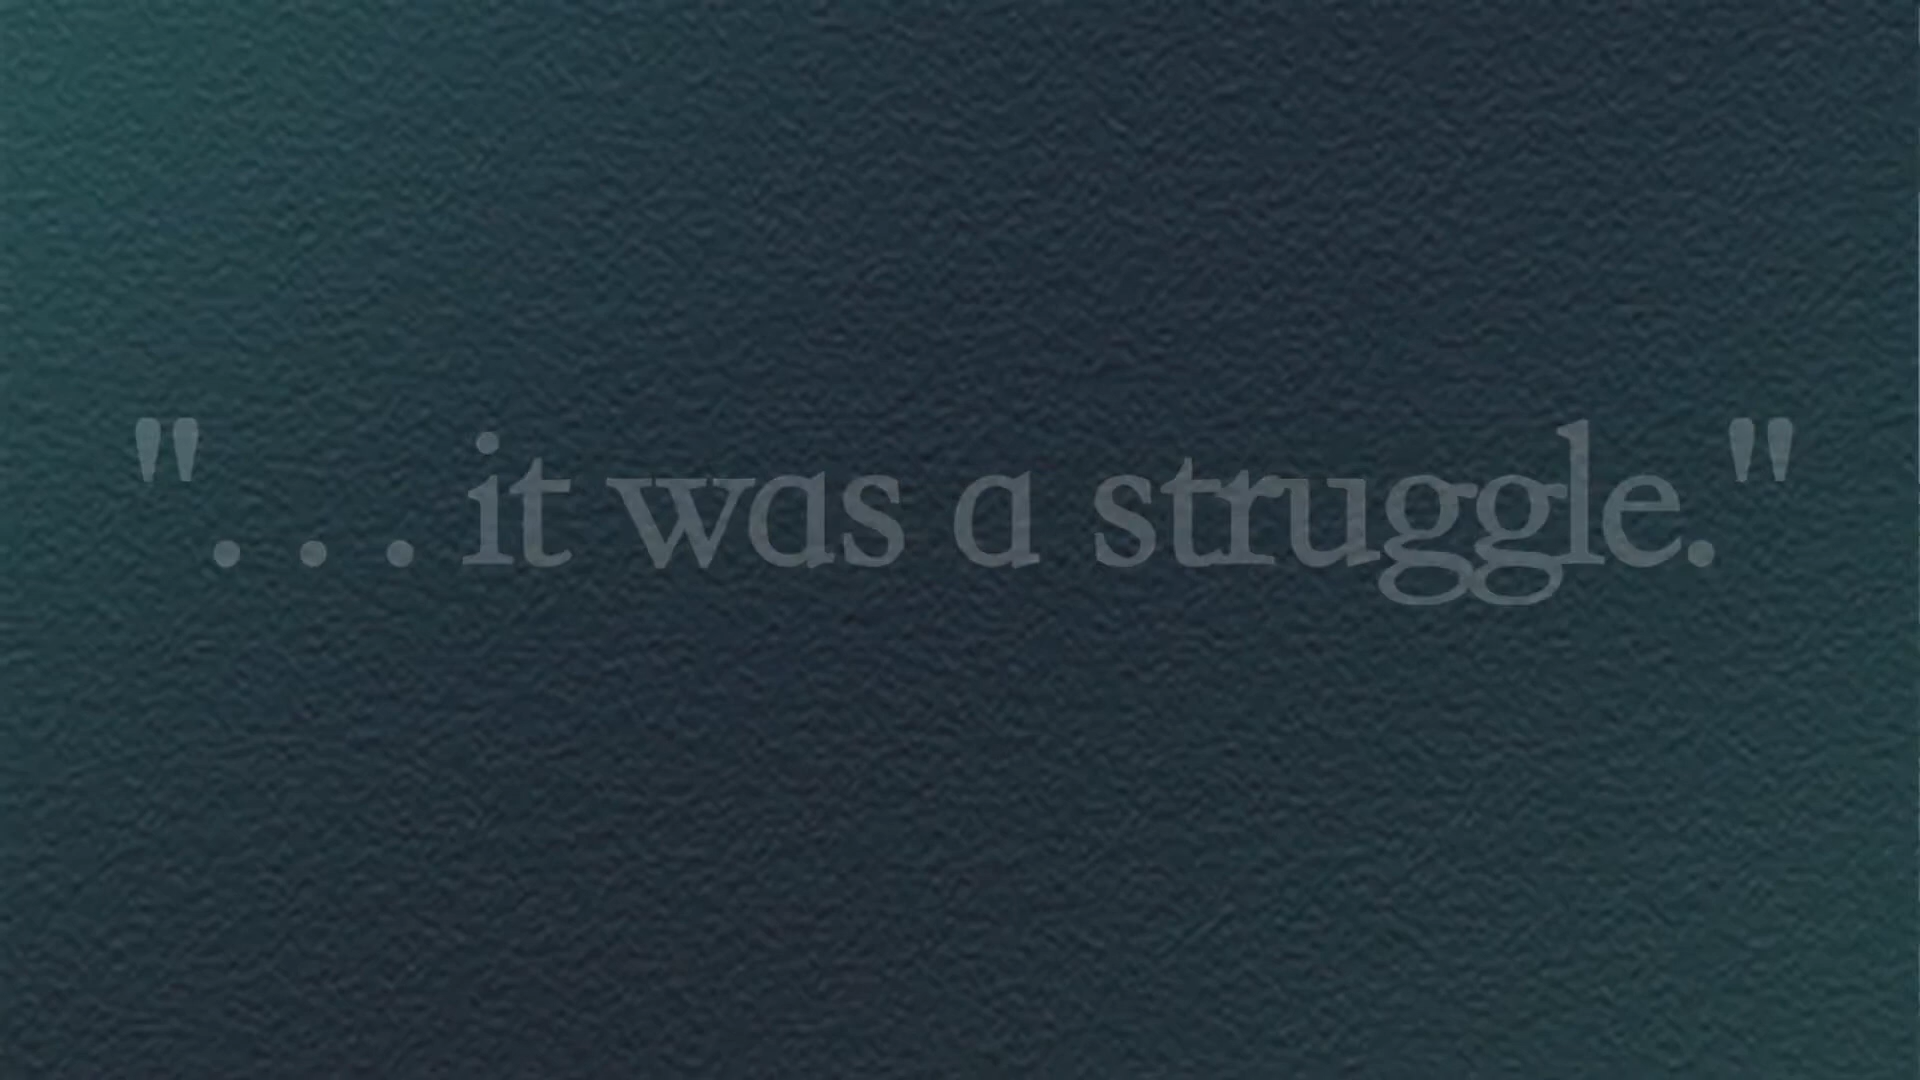 ". . . it was a struggle."